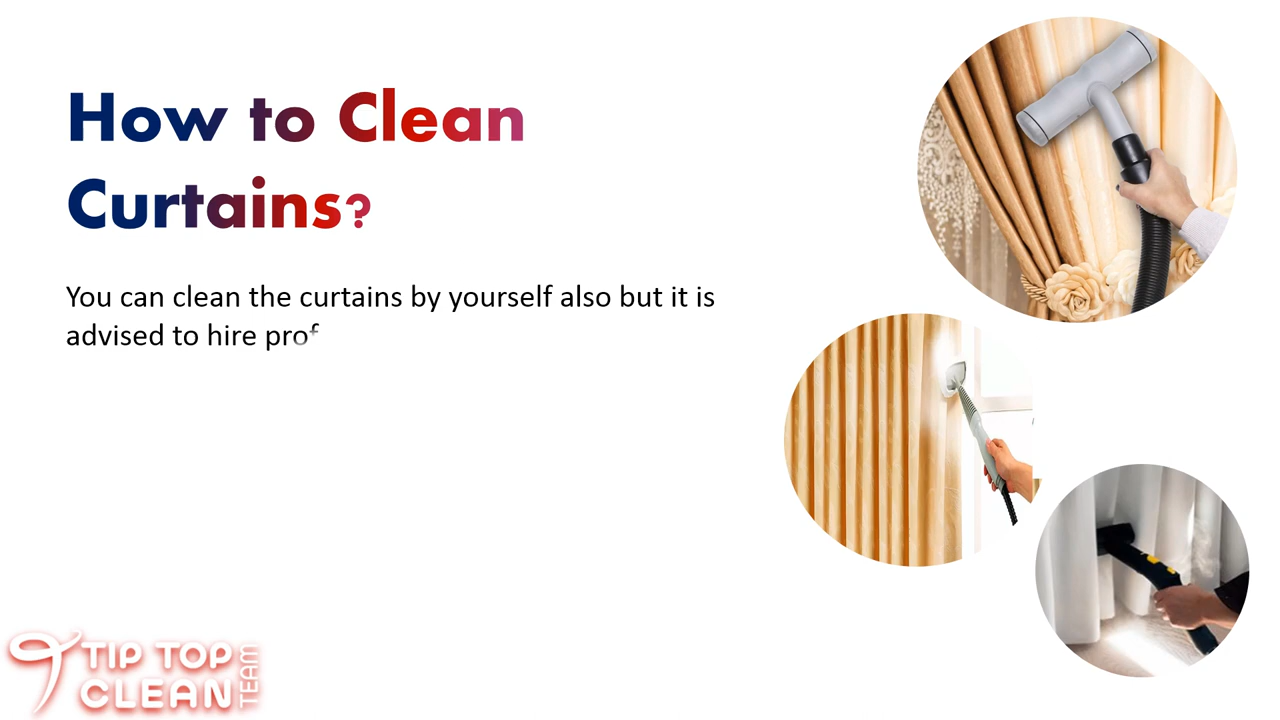 How to Clean
Curtains?
You can clean the curtains by yourself also but it is
advised to hire prof
TIP TOP
CLEAN
TEAM